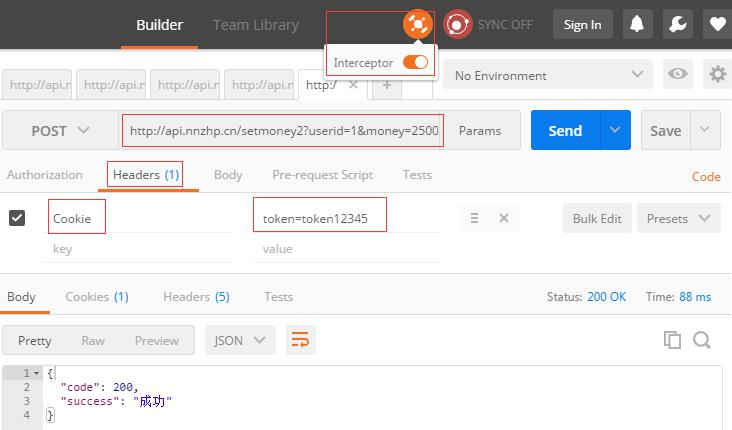 Builder Team Library SYNC OFF Sign In
Interceptor
http://api.n http://api.n http://api.n http://api.n http:/ No Environment
POST http://api.nnzhp.cn/setmoney2?userid=1&money=2500 Params Send Save
Authorization Headers (1) Body Pre-request Script Tests Code
Cookie token=token12345 Bulk Edit Presets
key value
Body Cookies (1) Headers (5) Tests Status: 200 OK Time: 88 ms
Pretty Raw Preview JSON
1 {
2 "code": 200,
3 "success": "成功"
4 }